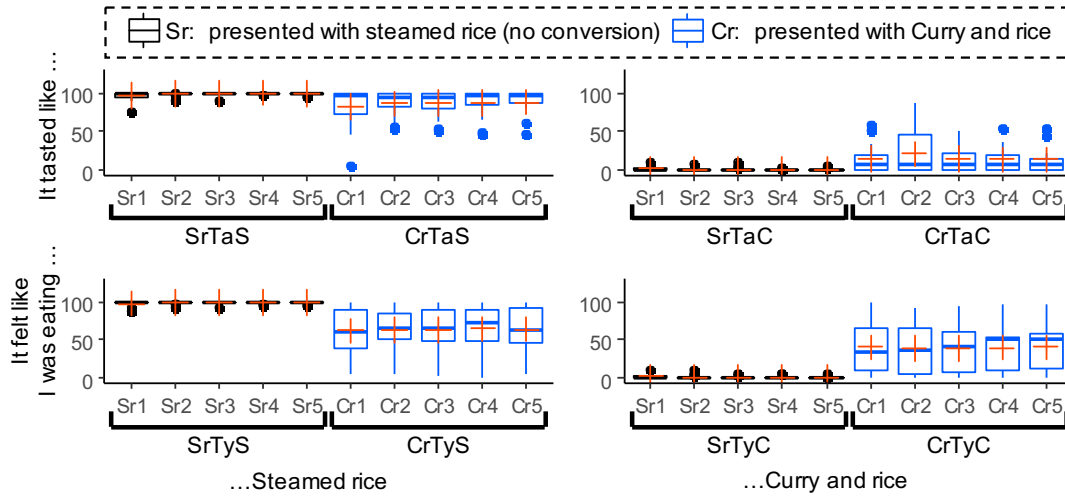 Sr: presented with steamed rice (no conversion) Cr: presented with Curry and rice
It tasted like ...
100
50
0
Sr1 Sr2 Sr3 Sr4 Sr5 Cr1 Cr2 Cr3 Cr4 Cr5
SrTaS CrTaS
100
50
0
Sr1 Sr2 Sr3 Sr4 Sr5 Cr1 Cr2 Cr3 Cr4 Cr5
SrTaC CrTaC
It felt like
I was eating ...
100
50
0
Sr1 Sr2 Sr3 Sr4 Sr5 Cr1 Cr2 Cr3 Cr4 Cr5
SrTyS CrTyS
100
50
0
Sr1 Sr2 Sr3 Sr4 Sr5 Cr1 Cr2 Cr3 Cr4 Cr5
SrTyC CrTyC
...Steamed rice
...Curry and rice